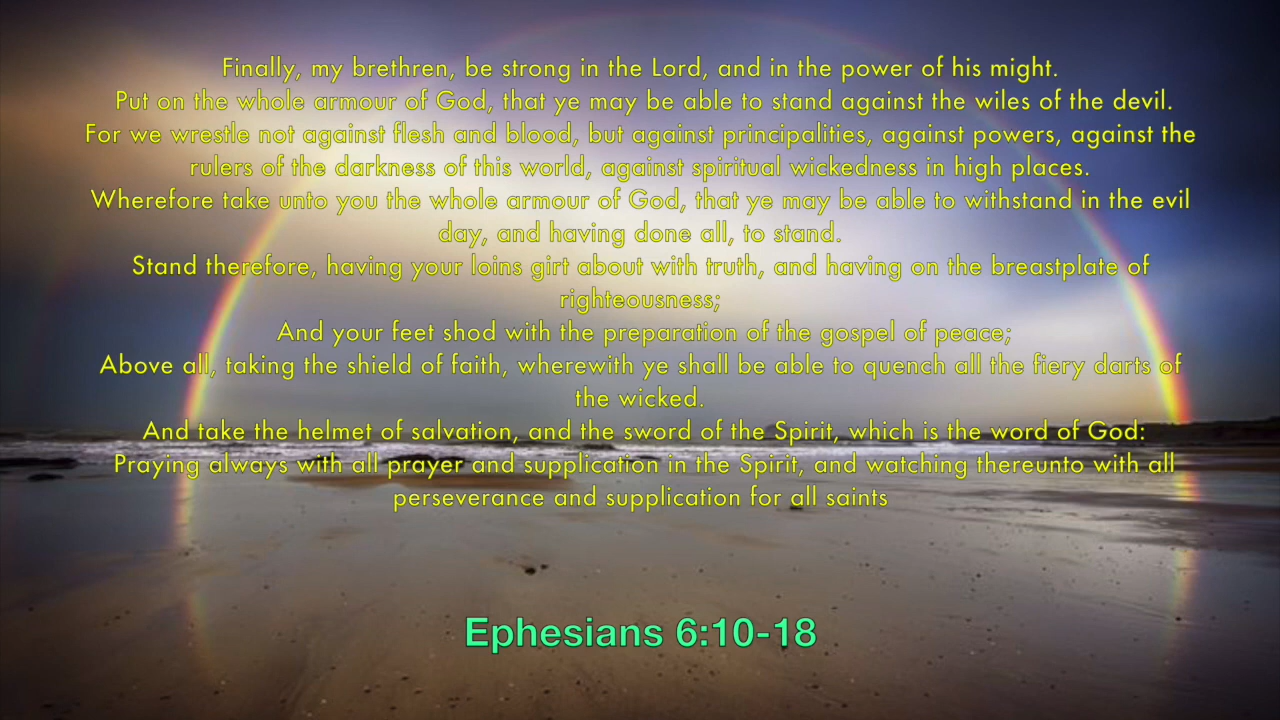 Finally, my brethren, be strong in the Lord, and in the power of his might.
Put on the whole armour of God, that ye may be able to stand against the wiles of the devil.
For we wrestle not against flesh and blood, but against principalities, against powers, against the
rulers of the darkness of this world, against spiritual wickedness in high places.
Wherefore take unto you the whole armour of God, that ye may be able to withstand in the evil
day, and having done all, to stand.
Stand therefore, having your loins girt about with truth, and having on the breastplate of
righteousness;
And your feet shod with the preparation of the gospel of peace;
Above all, taking the shield of faith, wherewith ye shall be able to quench all the fiery darts of
the wicked.
And take the helmet of salvation, and the sword of the Spirit, which is the word of God:
Praying always with all prayer and supplication in the Spirit, and watching thereunto with all
perseverance and supplication for all saints
Ephesians 6:10-18